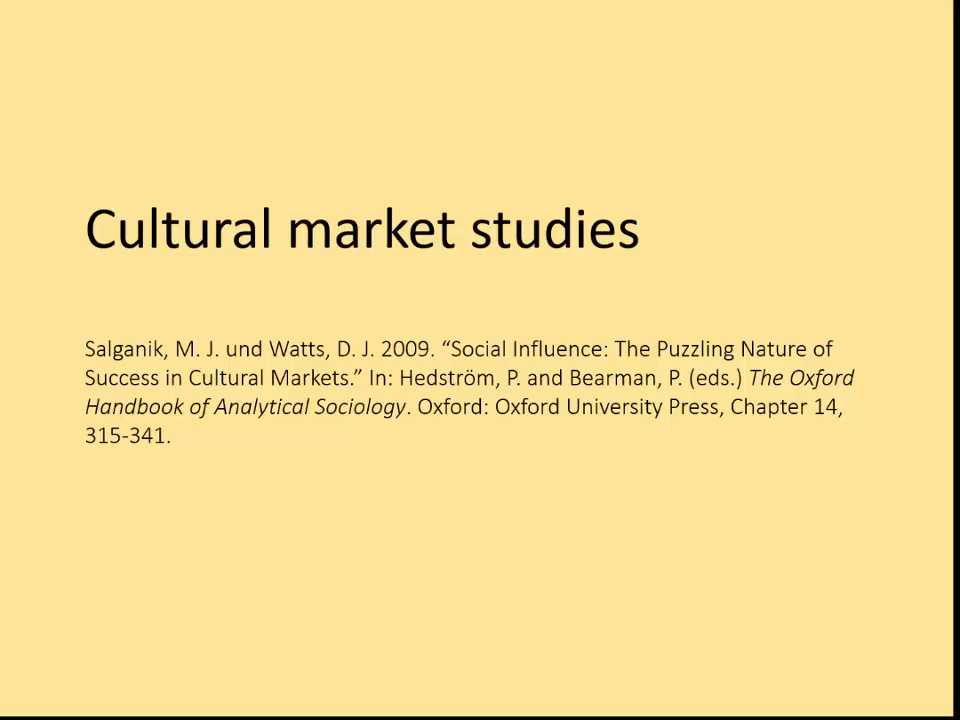 Cultural market studies
Salganik, M. J. und Watts, D. J. 2009. “Social Influence: The Puzzling Nature of
Success in Cultural Markets.” In: Hedström, P. and Bearman, P. (eds.) The Oxford
Handbook of Analytical Sociology. Oxford: Oxford University Press, Chapter 14,
315-341.